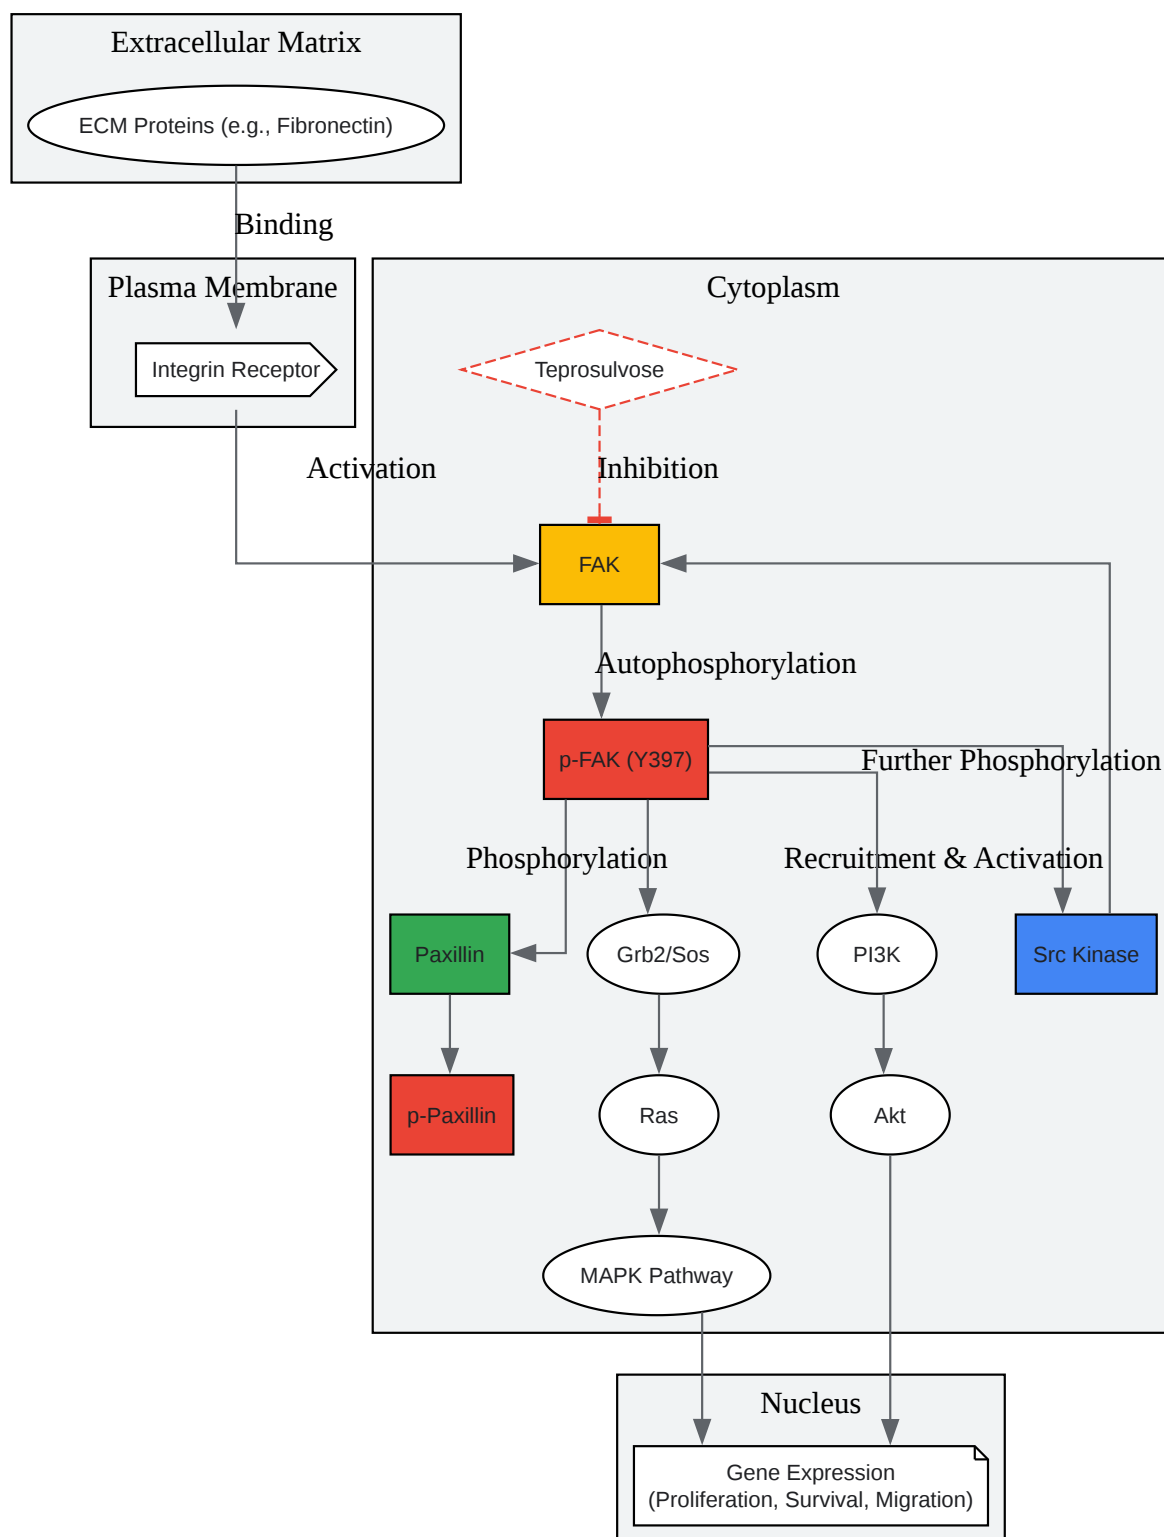 Extracellular Matrix
ECM Proteins (e.g., Fibronectin)
Binding
Plasma Membrane
Cytoplasm
Integrin Receptor
Teprosulvose
Activation
Inhibition
FAK
Autophosphorylation
p-FAK (Y397)
Further Phosphorylation
Phosphorylation
Recruitment & Activation
Paxillin
Grb2/Sos
PI3K
Src Kinase
p-Paxillin
Ras
Akt
MAPK Pathway
Nucleus
Gene Expression
(Proliferation, Survival, Migration)